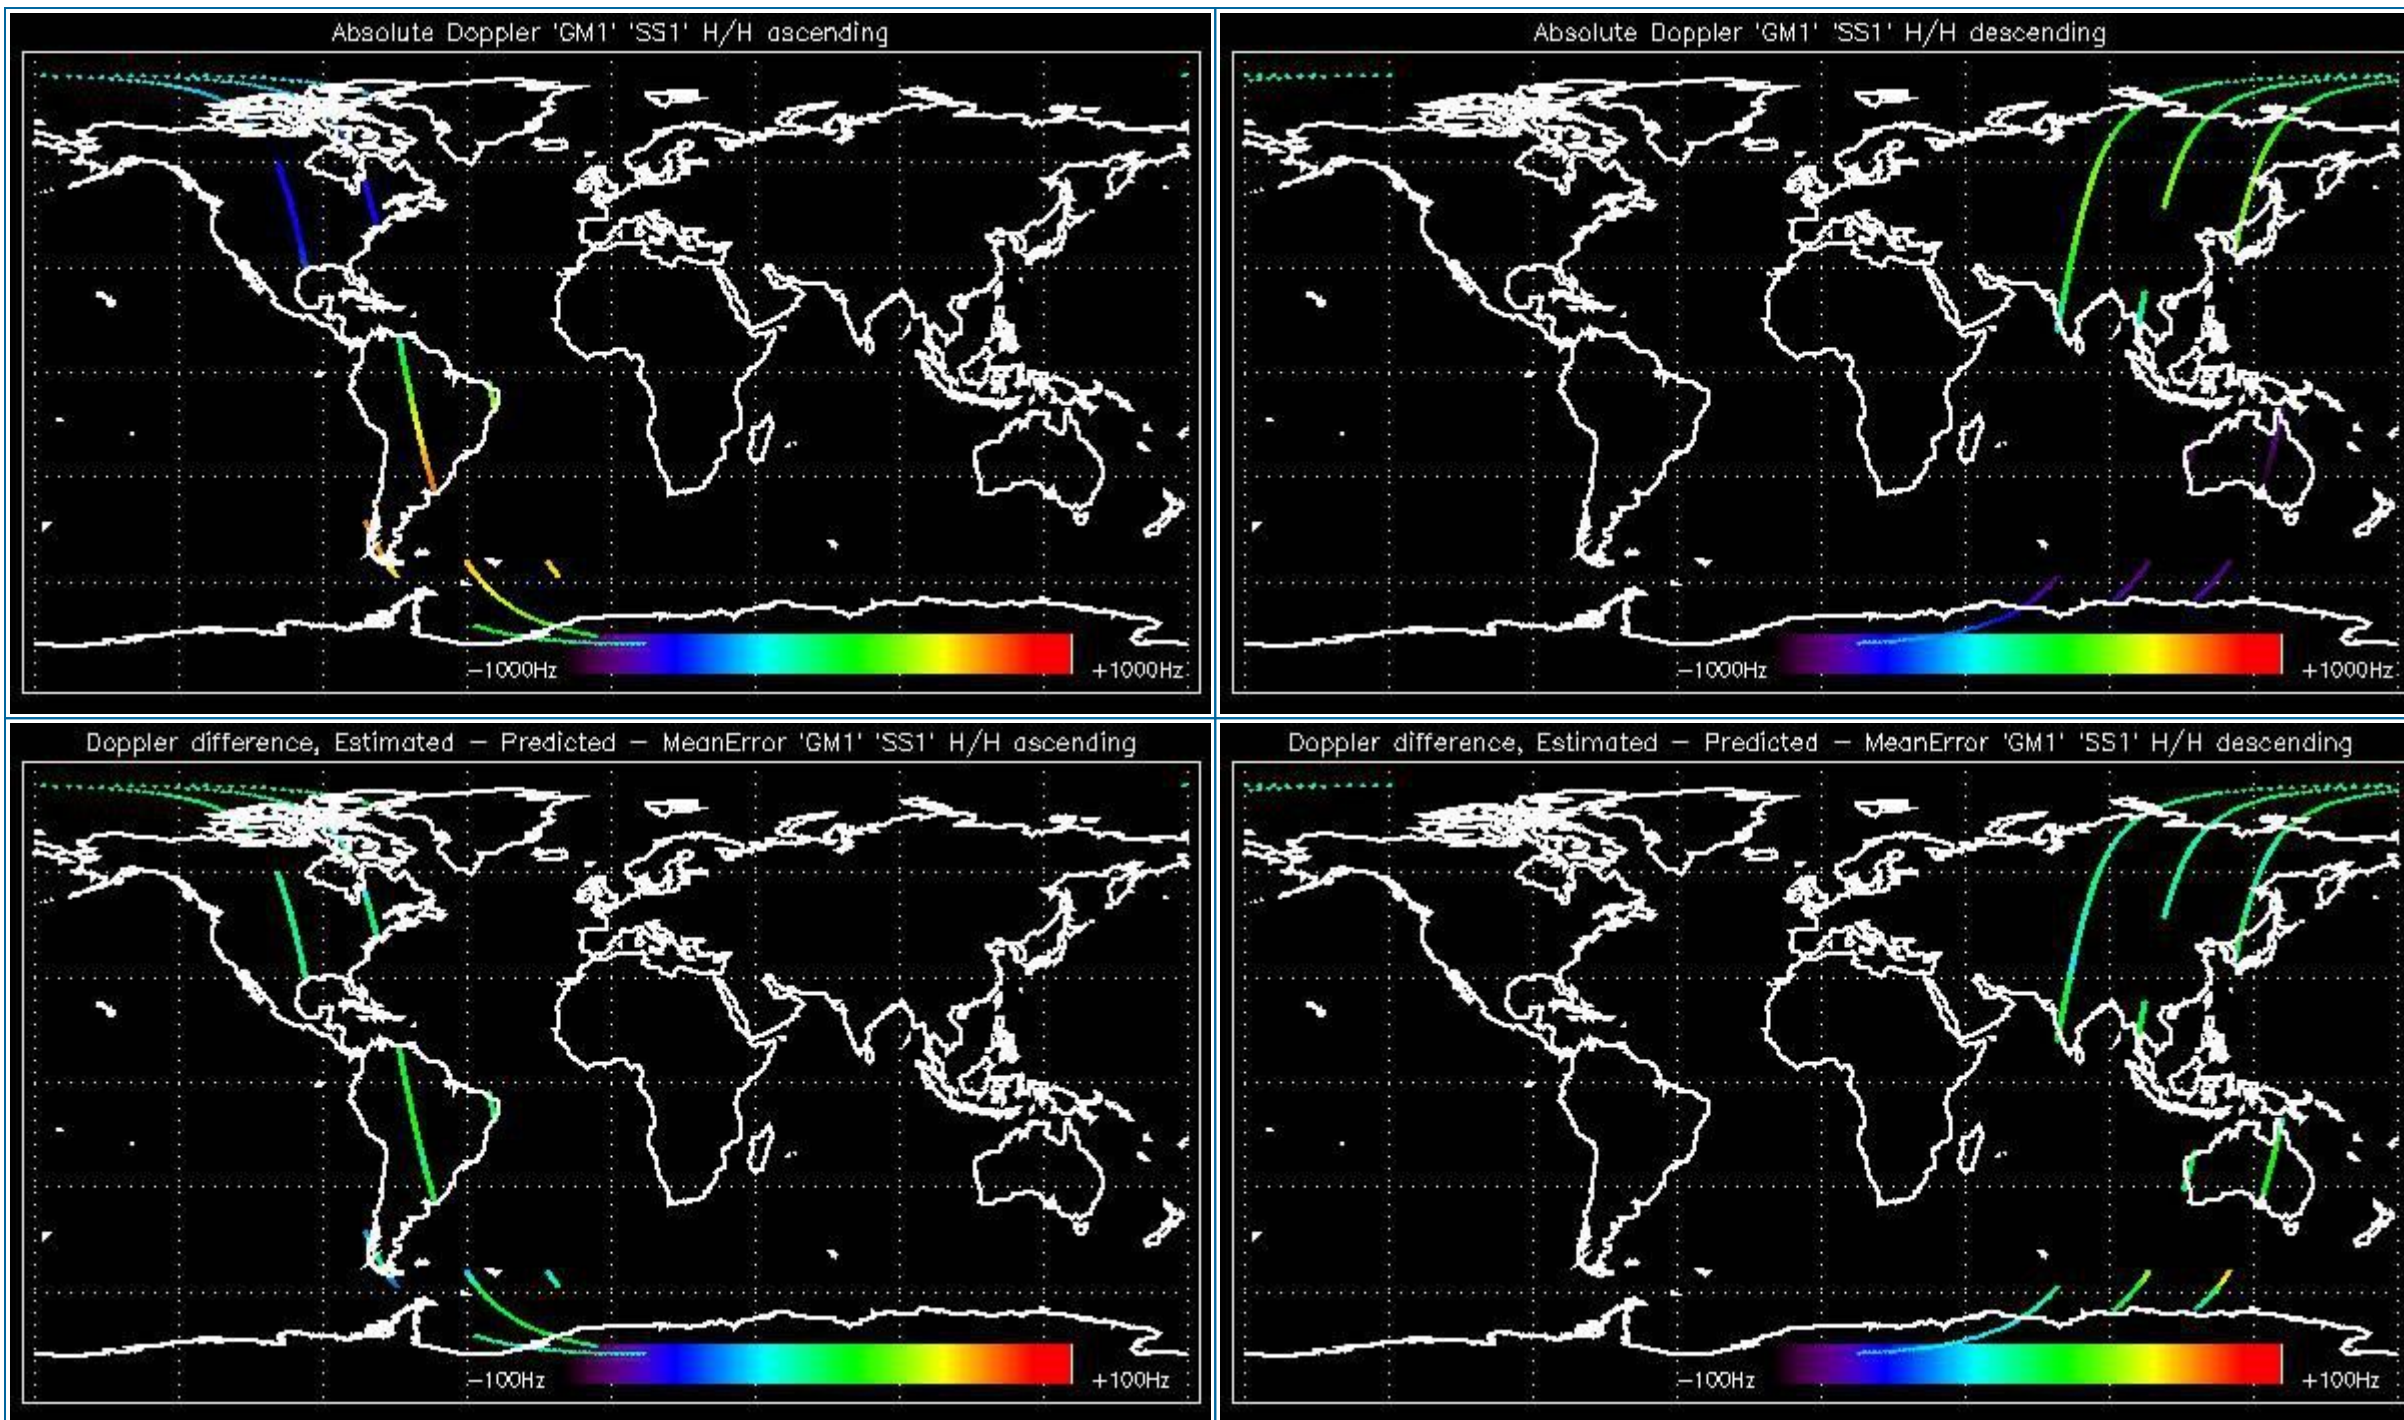 Absolute Doppler 'GM1' 'SS1' H/H ascending
-1000Hz
+1000Hz
Absolute Doppler 'GM1' 'SS1' H/H descending
-1000Hz
+1000Hz
Doppler difference, Estimated - Predicted - MeanError 'GM1' 'SS1' H/H ascending
-100Hz
+100Hz
Doppler difference, Estimated - Predicted - MeanError 'GM1' 'SS1' H/H descending
-100Hz
+100Hz